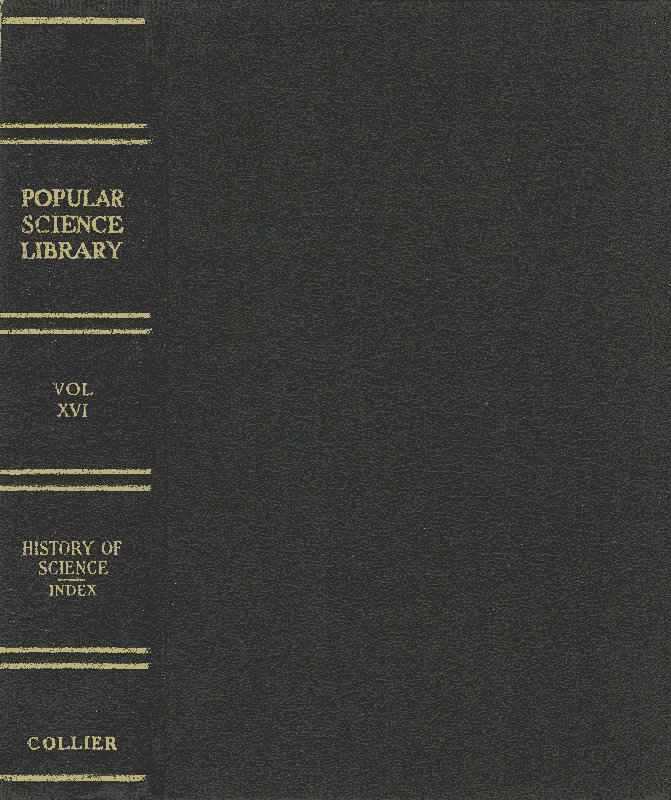 POPULAR
SCIENCE
LIBRARY
VOL.
XVI
HISTORY OF
SCIENCE
INDEX
COLLIER